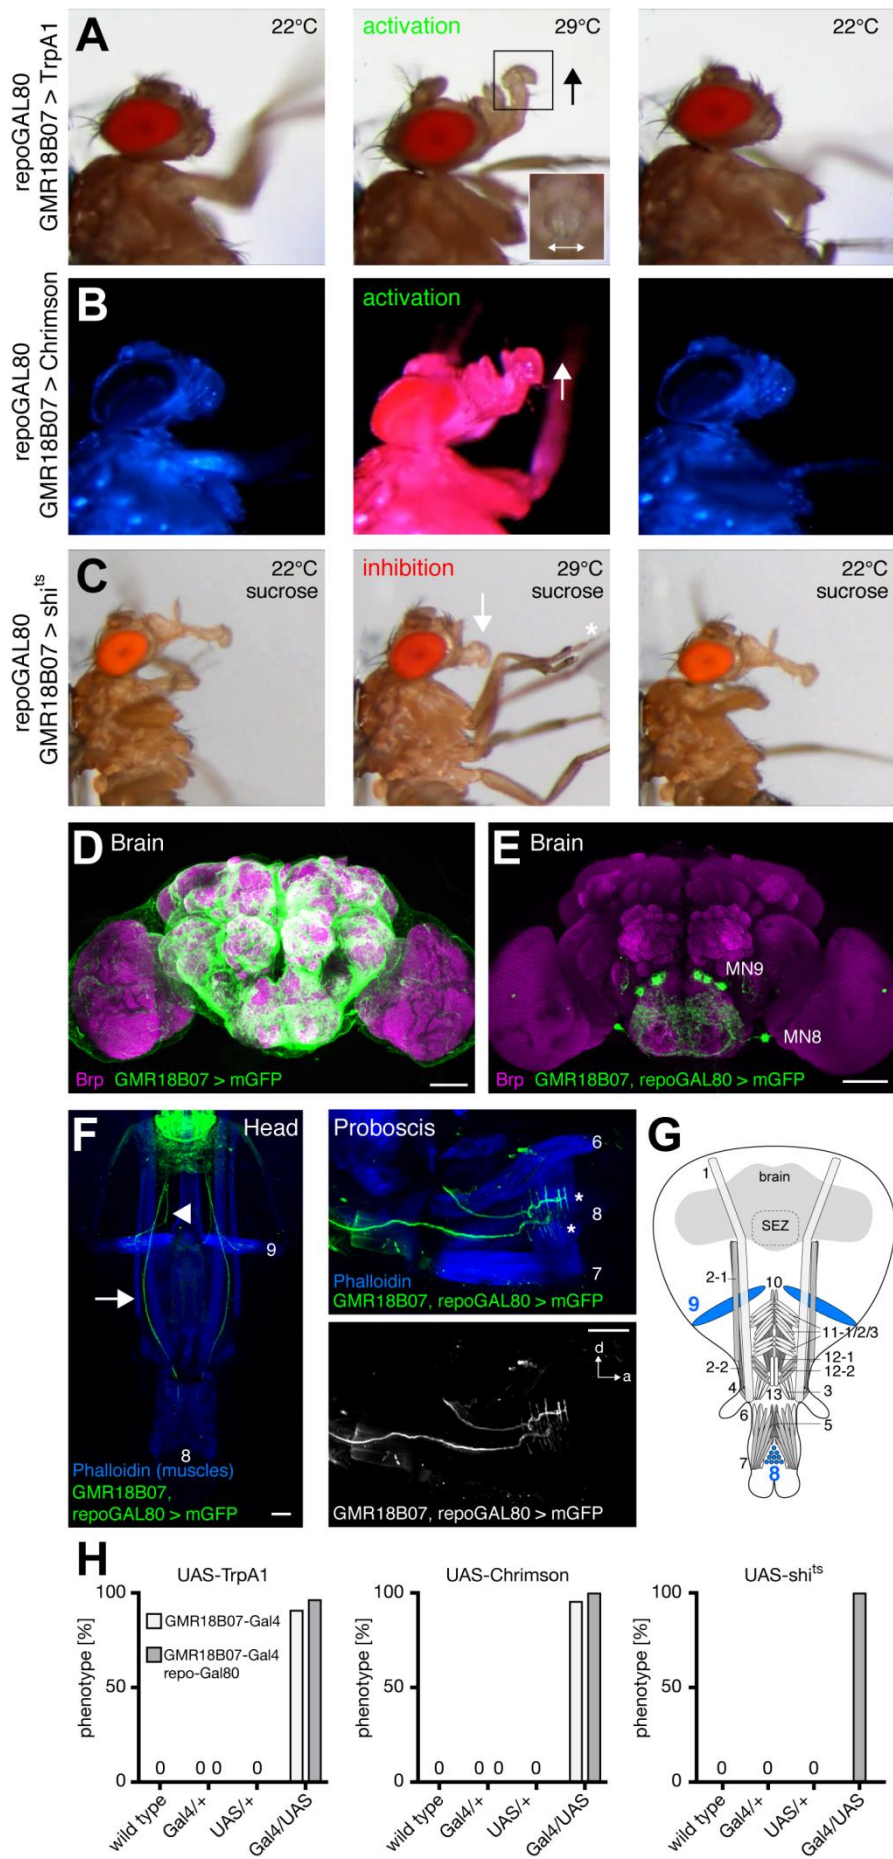 A
repoGAL80
GMR18B07 > TrpA1
22°C
activation 29°C
22°C
B
repoGAL80
GMR18B07 > Chrimson
activation
C
repoGAL80
GMR18B07 > shi^ts
22°C
sucrose
inhibition 29°C
sucrose
*
22°C
sucrose
D Brain
Brp GMR18B07 > mGFP
E Brain
MN9
MN8
Brp GMR18B07, repoGAL80 > mGFP
F Head
9
8
Phalloidin (muscles)
GMR18B07,
repoGAL80 > mGFP
Proboscis
6
*
8
*
7
Phalloidin
GMR18B07, repoGAL80 > mGFP
d
a
GMR18B07, repoGAL80 > mGFP
G
1
brain
SEZ
2-1
10
9
11-1/2/3
2-2
12-1
12-2
4
13
3
6
5
7
8
H
UAS-TrpA1
phenotype [%]
100
50
0
GMR18B07-Gal4
GMR18B07-Gal4
repo-Gal80
0 0 0 0
wild type
Gal4/+
UAS/+
Gal4/UAS
UAS-Chrimson
phenotype [%]
100
50
0
0 0 0 0
wild type
Gal4/+
UAS/+
Gal4/UAS
UAS-shi^ts
phenotype [%]
100
50
0
0 0 0
wild type
Gal4/+
UAS/+
Gal4/UAS